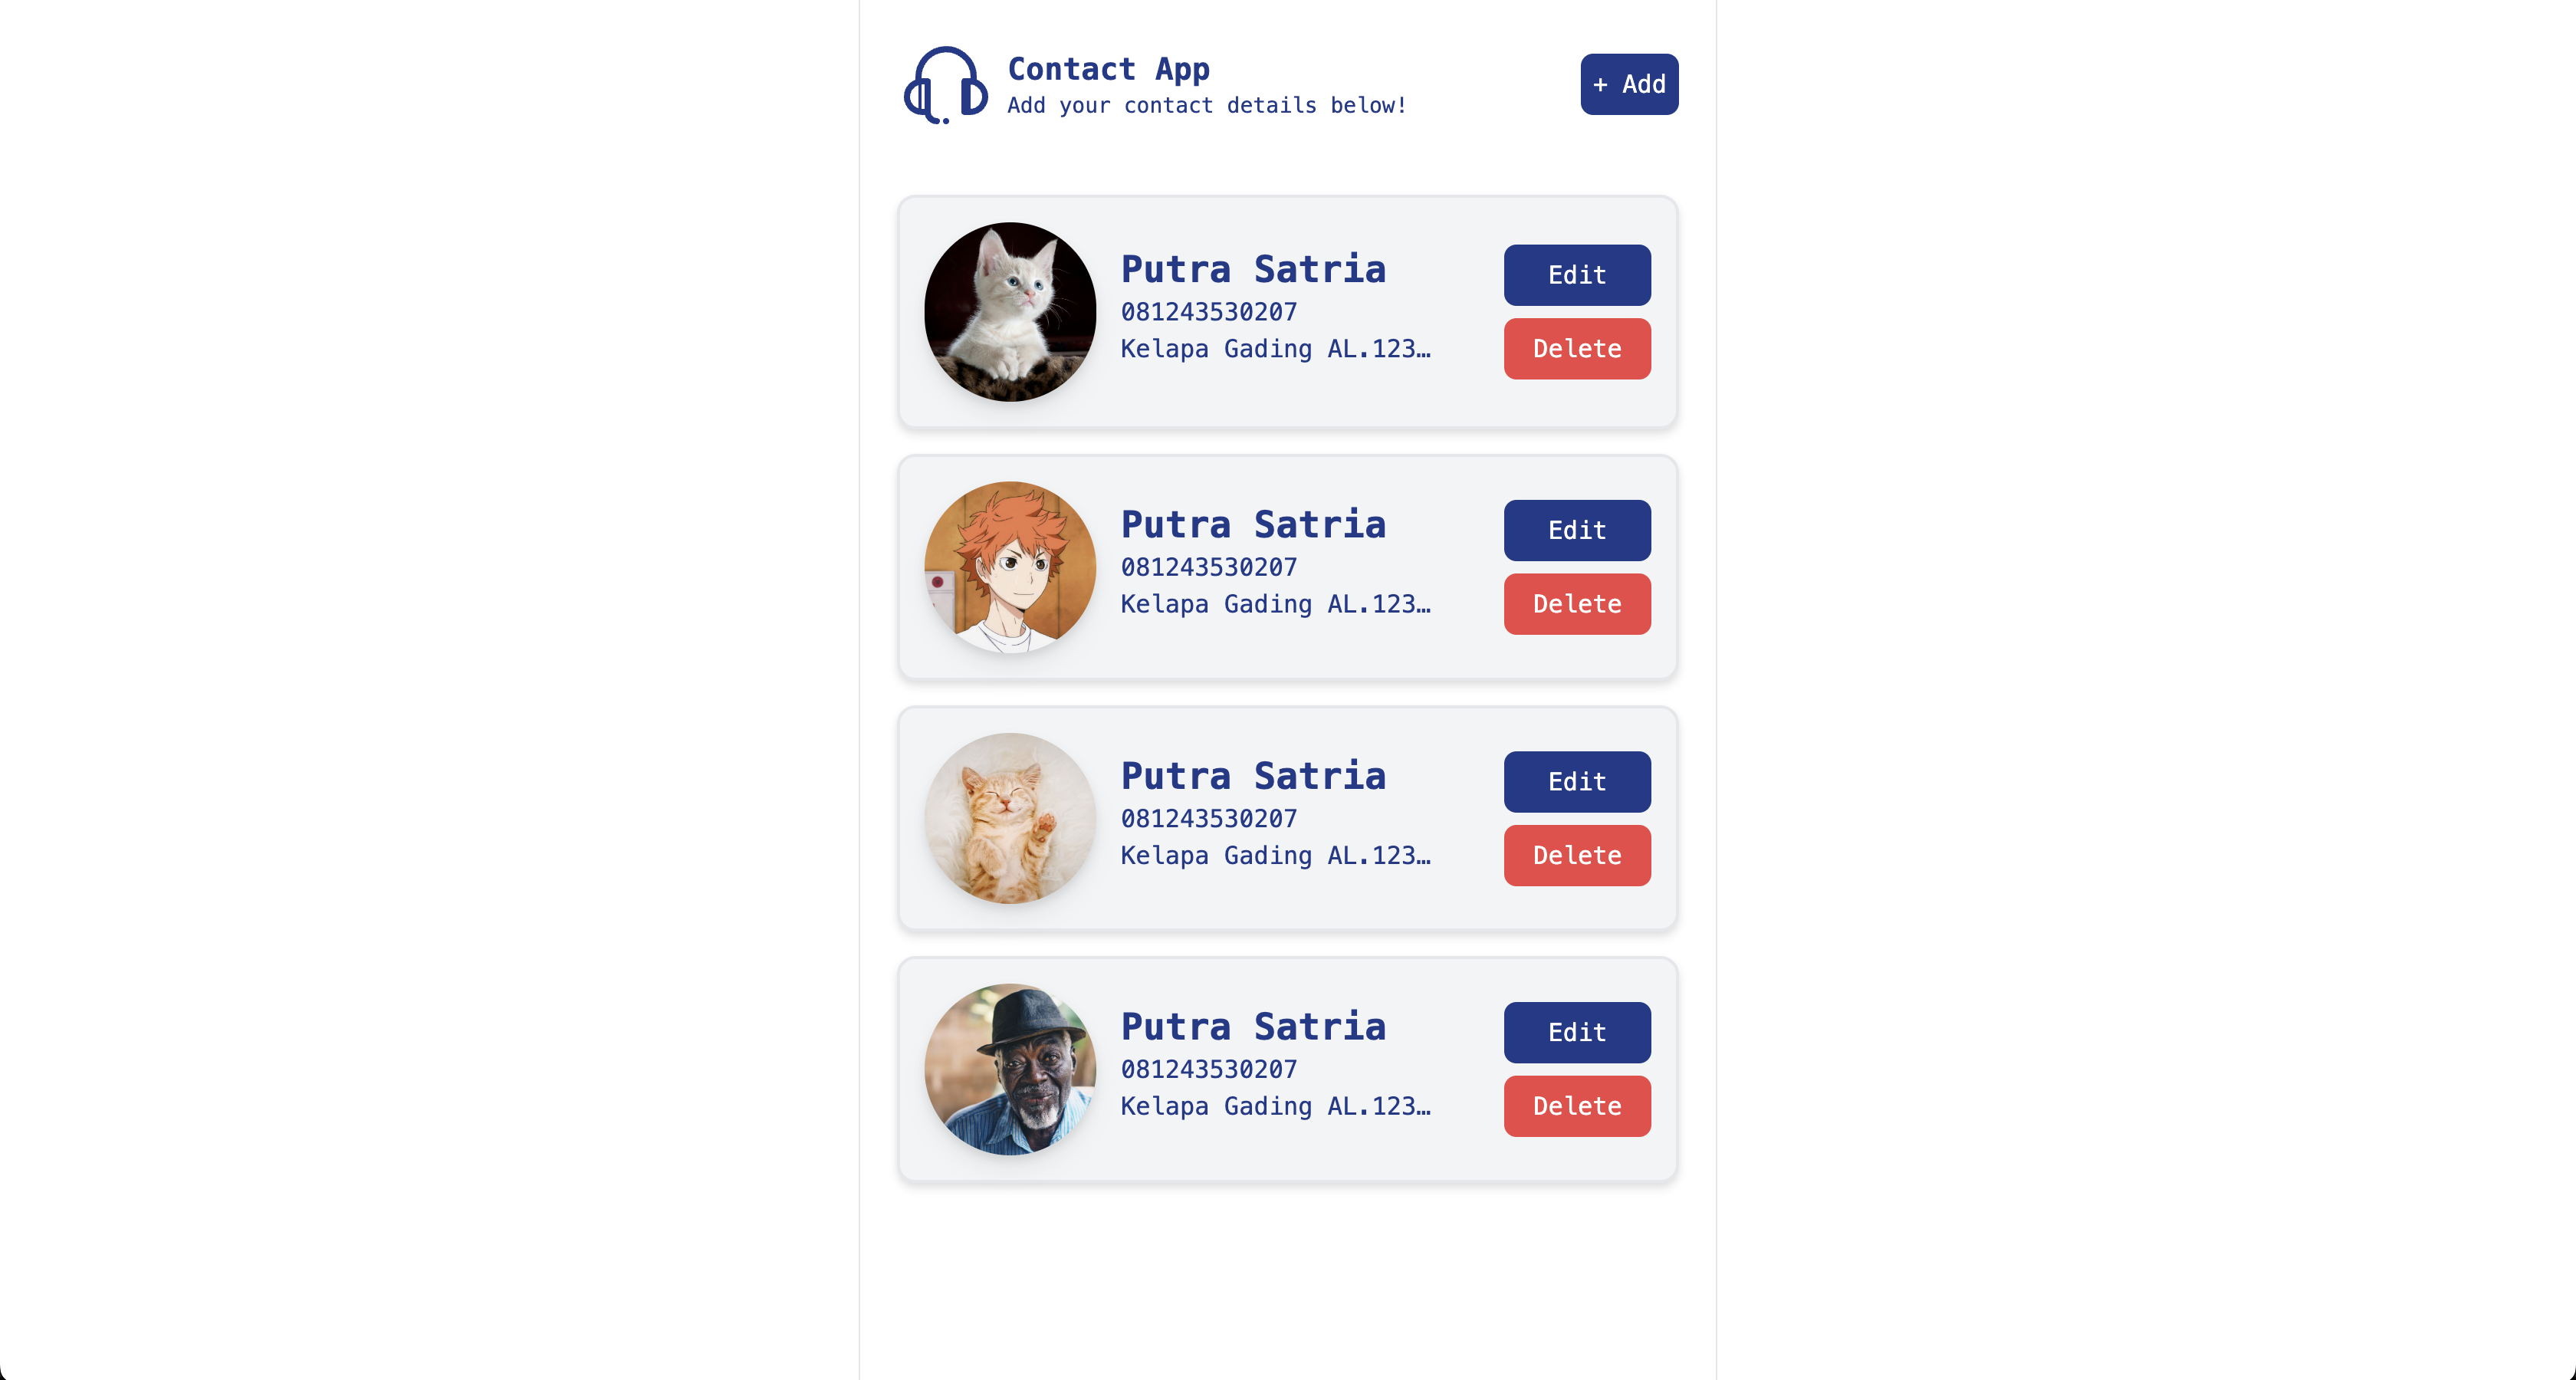 Contact App
Add your contact details below!
+ Add
Putra Satria
081243530207
Kelapa Gading AL.123…
Edit
Delete
Putra Satria
081243530207
Kelapa Gading AL.123…
Edit
Delete
Putra Satria
081243530207
Kelapa Gading AL.123…
Edit
Delete
Putra Satria
081243530207
Kelapa Gading AL.123…
Edit
Delete